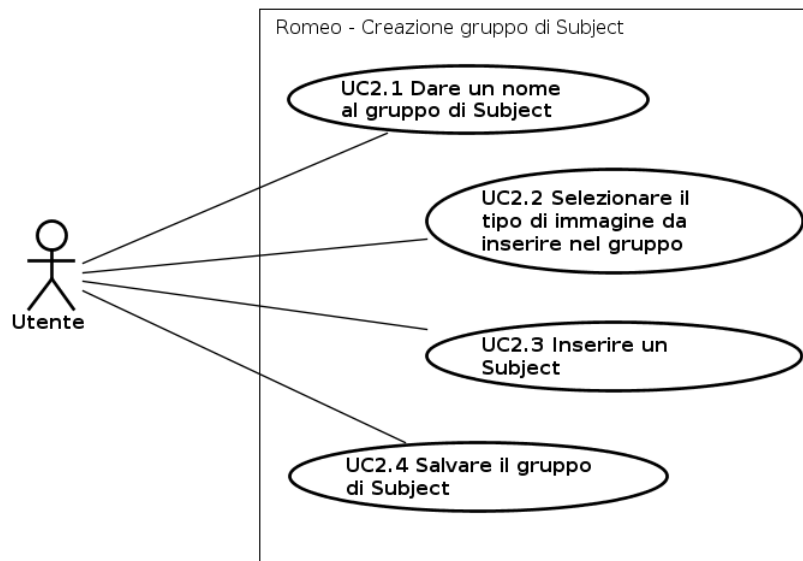 Romeo - Creazione gruppo di Subject
UC2.1 Dare un nome
al gruppo di Subject
UC2.2 Selezionare il
tipo di immagine da
inserire nel gruppo
Utente
UC2.3 Inserire un
Subject
UC2.4 Salvare il gruppo
di Subject